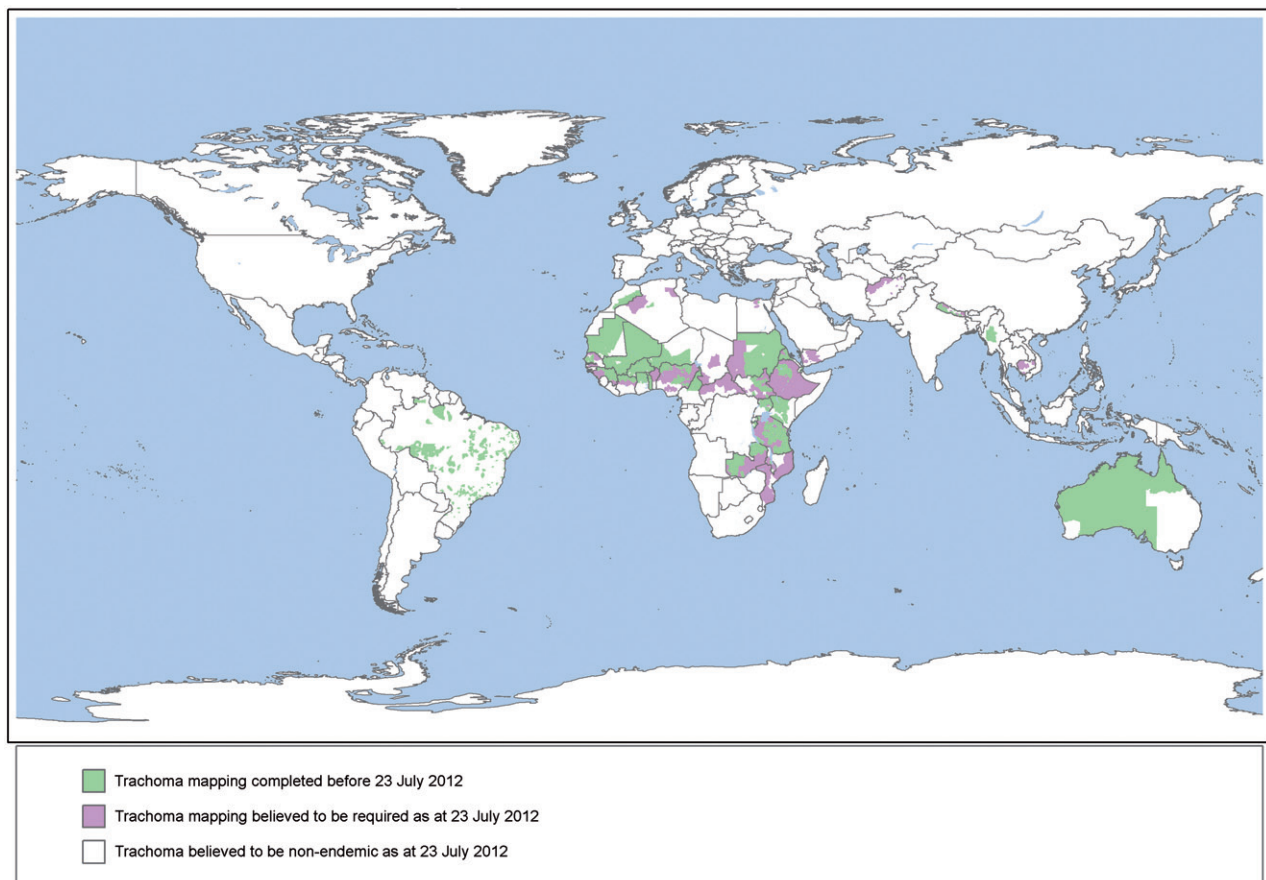 Trachoma mapping completed before 23 July 2012
Trachoma mapping believed to be required as at 23 July 2012
Trachoma believed to be non-endemic as at 23 July 2012